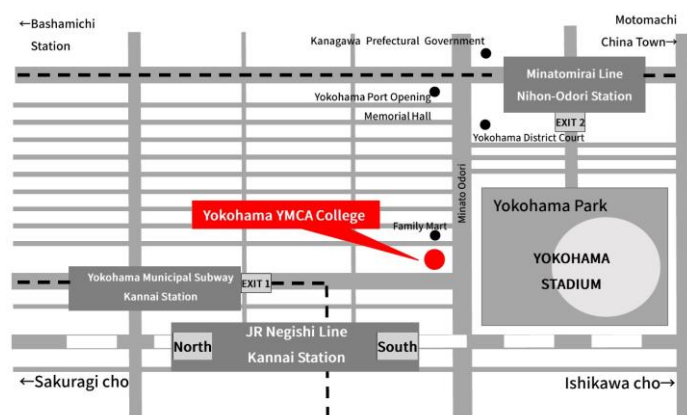 ←Bashamichi
Station
Motomachi
China Town→
Kanagawa Prefectural Government
Minatomirai Line
Nihon-Odori Station
Yokohama Port Opening
Memorial Hall
EXIT 2
Yokohama District Court
Minato Odori
Yokohama Park
Yokohama YMCA College
Family Mart
YOKOHAMA
STADIUM
Yokohama Municipal Subway
Kannai Station
EXIT 1
JR Negishi Line
Kannai Station
North
South
←Sakuragi cho
Ishikawa cho→